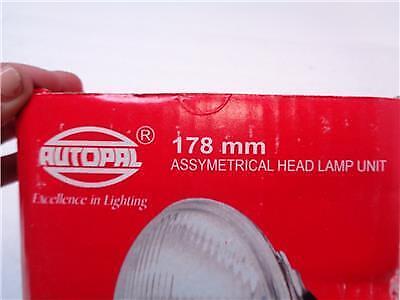 AUTOPAL®
Excellence in Lighting
178 mm
ASSYMETRICAL HEAD LAMP UNIT